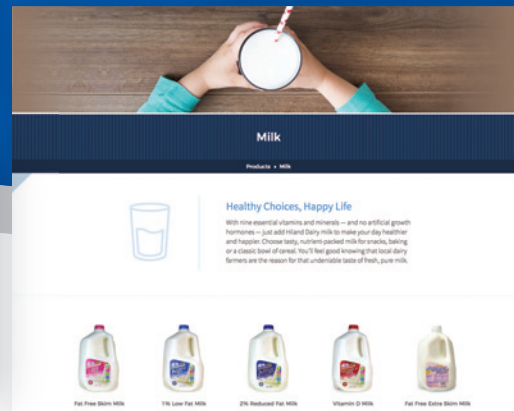 Milk
Products • Milk
Healthy Choices, Happy Life
With nine essential vitamins and minerals — and no artificial growth
hormones — just add Hiland Dairy milk to make your day healthier
and happier. Choose tasty, nutrient-packed milk for snacks, baking
or a classic bowl of cereal. You'll feel good knowing that local dairy
farmers are the reason for that undeniable taste of fresh, pure milk.
Fat Free Skim Milk
1% Low Fat Milk
2% Reduced Fat Milk
Vitamin D Milk
Fat Free Extra Skim Milk